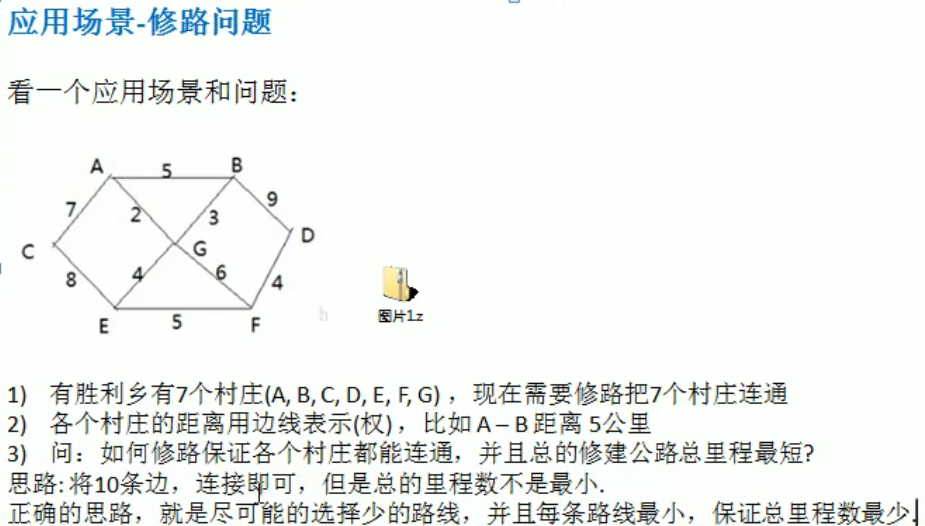 应用场景-修路问题
看一个应用场景和问题：
A 5 B
7 2 3 9
C G D
8 4 6 4
E 5 F
h
图片1.z
1) 有胜利乡有7个村庄(A, B, C, D, E, F, G) ，现在需要修路把7个村庄连通
2) 各个村庄的距离用边线表示(权) ，比如 A – B 距离 5公里
3) 问：如何修路保证各个村庄都能连通，并且总的修建公路总里程最短?
思路: 将10条边，连接即可，但是总的里程数不是最小.
正确的思路，就是尽可能的选择少的路线，并且每条路线最小，保证总里程数最少.